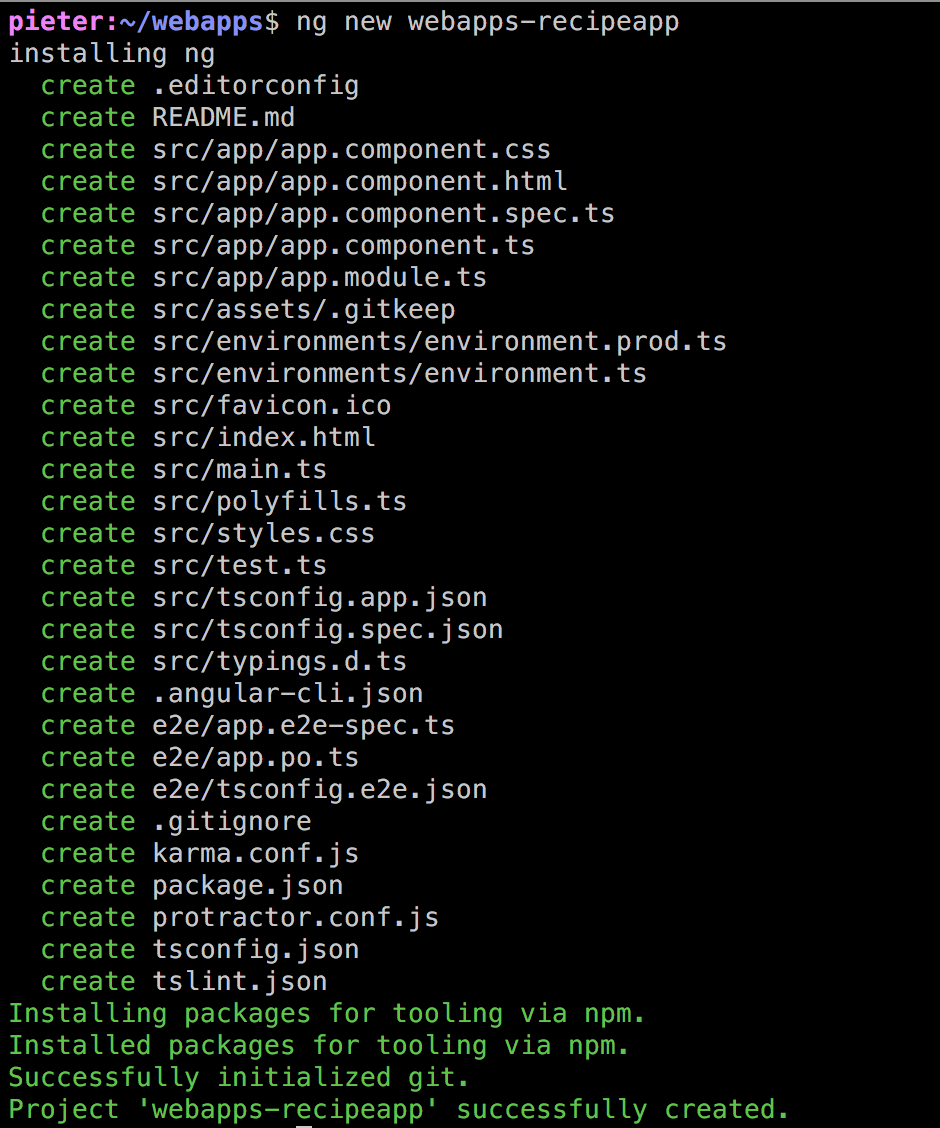 pieter:~/webapps$ ng new webapps-recipeapp
installing ng
create .editorconfig
create README.md
create src/app/app.component.css
create src/app/app.component.html
create src/app/app.component.spec.ts
create src/app/app.component.ts
create src/app/app.module.ts
create src/assets/.gitkeep
create src/environments/environment.prod.ts
create src/environments/environment.ts
create src/favicon.ico
create src/index.html
create src/main.ts
create src/polyfills.ts
create src/styles.css
create src/test.ts
create src/tsconfig.app.json
create src/tsconfig.spec.json
create src/typings.d.ts
create .angular-cli.json
create e2e/app.e2e-spec.ts
create e2e/app.po.ts
create e2e/tsconfig.e2e.json
create .gitignore
create karma.conf.js
create package.json
create protractor.conf.js
create tsconfig.json
create tslint.json
Installing packages for tooling via npm.
Installed packages for tooling via npm.
Successfully initialized git.
Project 'webapps-recipeapp' successfully created.